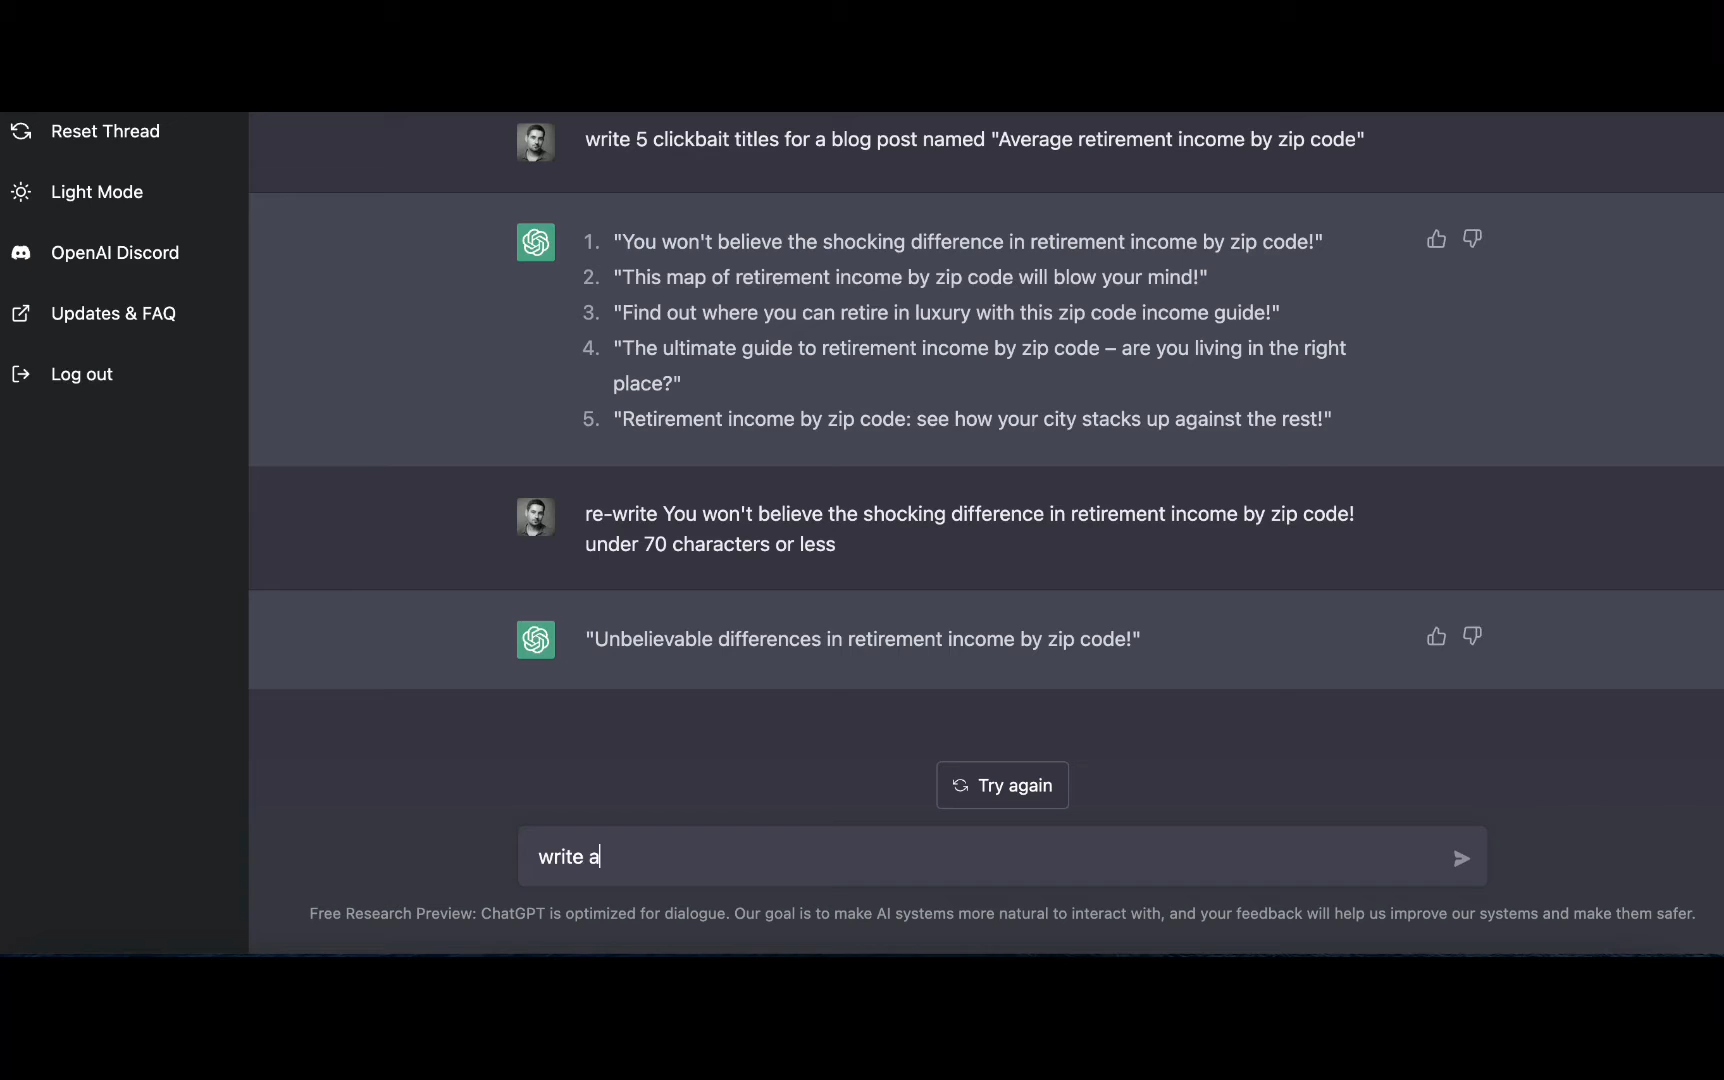 Reset Thread
Light Mode
OpenAI Discord
Updates & FAQ
Log out
write 5 clickbait titles for a blog post named "Average retirement income by zip code"
1. "You won't believe the shocking difference in retirement income by zip code!"
2. "This map of retirement income by zip code will blow your mind!"
3. "Find out where you can retire in luxury with this zip code income guide!"
4. "The ultimate guide to retirement income by zip code – are you living in the right
place?"
5. "Retirement income by zip code: see how your city stacks up against the rest!"
re-write You won't believe the shocking difference in retirement income by zip code!
under 70 characters or less
"Unbelievable differences in retirement income by zip code!"
Try again
write a
Free Research Preview: ChatGPT is optimized for dialogue. Our goal is to make AI systems more natural to interact with, and your feedback will help us improve our systems and make them safer.